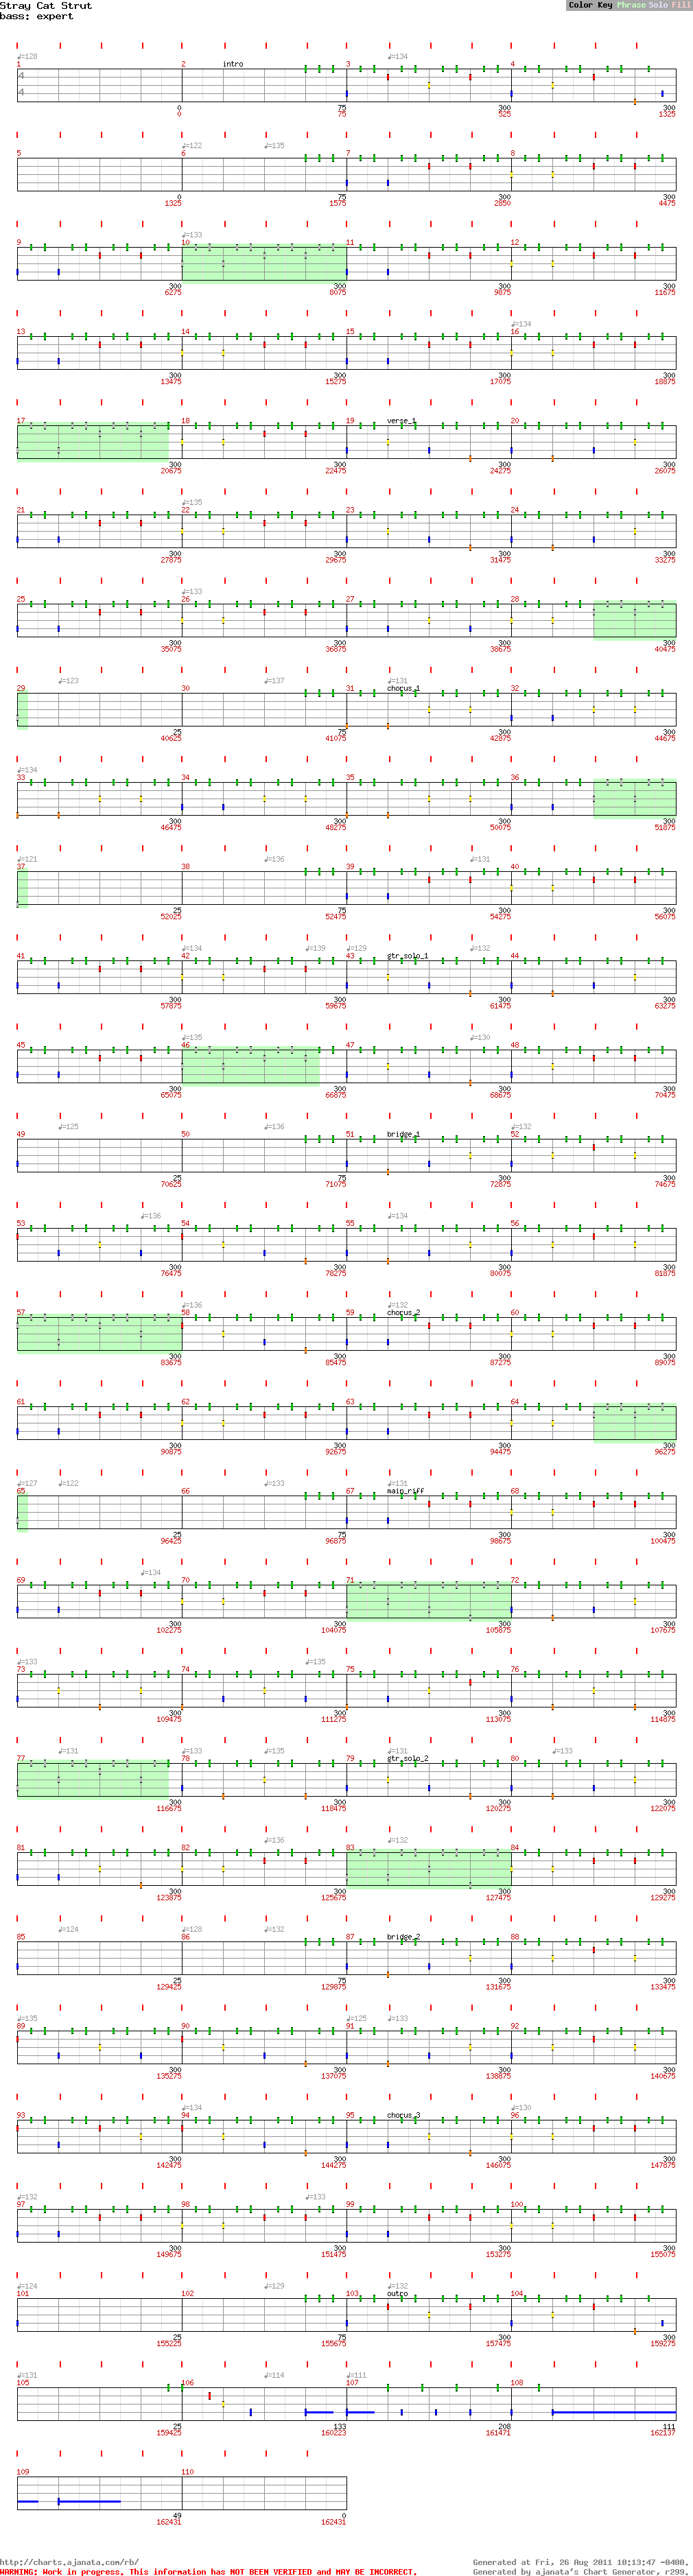 Stray Cat Strut
bass: expert
Color Key Phrase Solo Fill
♩=128 ♩=134
1 2 intro 3 4
4
4
0 75 300
0 75 525 1325
♩=122 ♩=135
5 6 7 8
0 75 300 300
1325 1575 2850 4475
♩=133
9 10 11 12
300 300 300 300
6275 8075 9875 11675
♩=134
13 14 15 16
300 300 300 300
13475 15275 17075 18875
17 18 19 verse_1 20
300 300 300 300
20675 22475 24275 26075
♩=135
21 22 23 24
300 300 300 300
27875 29675 31475 33275
♩=133
25 26 27 28
300 300 300 300
35075 36875 38675 40475
♩=123 ♩=137 ♩=131
29 30 31 chorus_1 32
25 75 300 300
40625 41075 42875 44675
♩=134
33 34 35 36
300 300 300 300
46475 48275 50075 51875
♩=121 ♩=136 ♩=131
37 38 39 40
25 75 300 300
52025 52475 54275 56075
♩=134 ♩=139 ♩=129 ♩=132
41 42 43 gtr_solo_1 44
300 300 300 300
57875 59675 61475 63275
♩=135 ♩=130
45 46 47 48
300 300 300 300
65075 66875 68675 70475
♩=125 ♩=136 ♩=132
49 50 51 bridge_1 52
25 75 300 300
70625 71075 72875 74675
♩=136 ♩=134
53 54 55 56
300 300 300 300
76475 78275 80075 81875
♩=136 ♩=132
57 58 59 chorus_2 60
300 300 300 300
83675 85475 87275 89075
61 62 63 64
300 300 300 300
90875 92675 94475 96275
♩=127 ♩=122 ♩=133 ♩=131
65 66 67 main_riff 68
25 75 300 300
96425 96875 98675 100475
♩=134
69 70 71 72
300 300 300 300
102275 104075 105875 107675
♩=133 ♩=135
73 74 75 76
300 300 300 300
109475 111275 113075 114875
♩=131 ♩=133 ♩=135 ♩=131 ♩=133
77 78 79 gtr_solo_2 80
300 300 300 300
116675 118475 120275 122075
♩=136 ♩=132
81 82 83 84
300 300 300 300
123875 125675 127475 129275
♩=124 ♩=128 ♩=132
85 86 87 bridge_2 88
25 75 300 300
129425 129875 131675 133475
♩=135 ♩=125 ♩=133
89 90 91 92
300 300 300 300
135275 137075 138875 140675
♩=134 ♩=130
93 94 95 chorus_3 96
300 300 300 300
142475 144275 146075 147875
♩=132 ♩=133
97 98 99 100
300 300 300 300
149675 151475 153275 155075
♩=124 ♩=129 ♩=132
101 102 103 outro 104
25 75 300 300
155225 155675 157475 159275
♩=131 ♩=114 ♩=111
105 106 107 108
25 133 208 111
159425 160223 161471 162137
109 110
49 0
162431 162431
http://charts.ajanata.com/rb/ Generated at Fri, 26 Aug 2011 18:13:47 -0400.
WARNING: Work in progress. This information has NOT BEEN VERIFIED and MAY BE INCORRECT. Generated by ajanata's Chart Generator, r299.